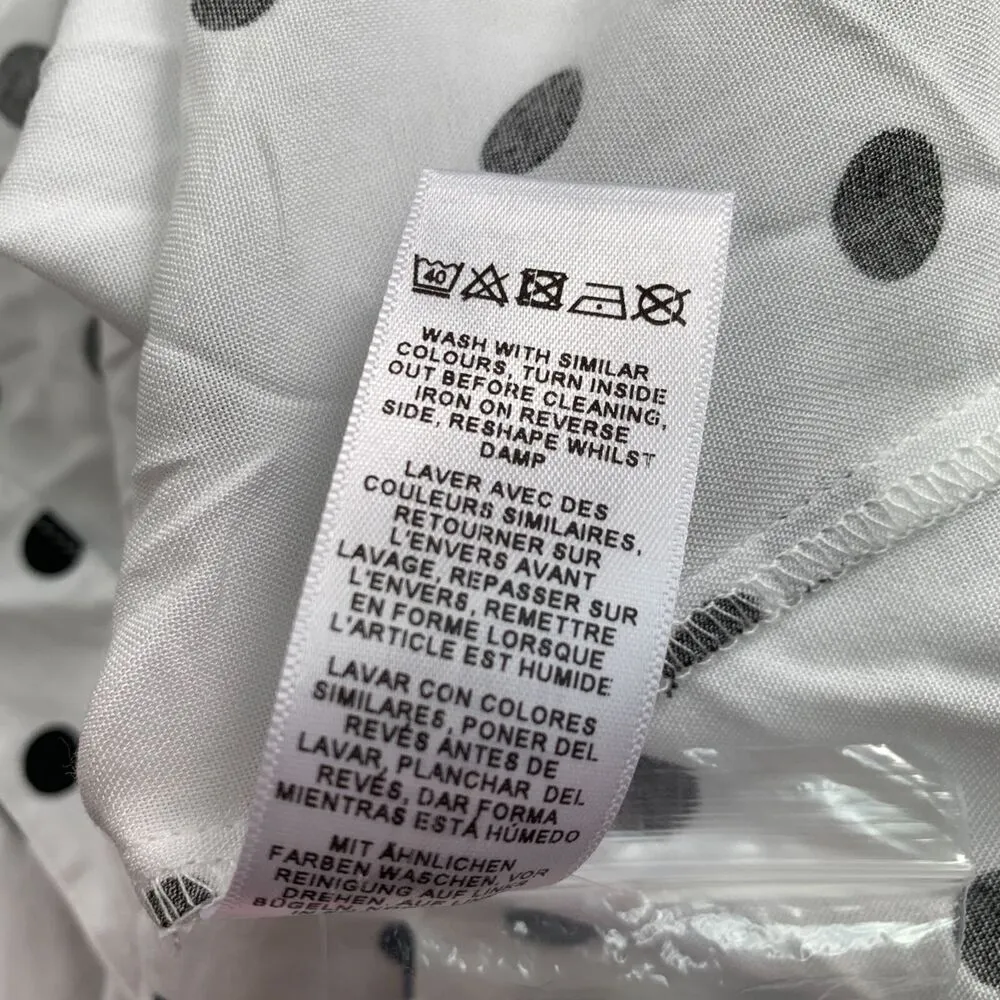 40
WASH WITH SIMILAR
COLOURS, TURN INSIDE
OUT BEFORE CLEANING,
IRON ON REVERSE
SIDE, RESHAPE WHILST
DAMP
LAVER AVEC DES
COULEURS SIMILAIRES,
RETOURNER SUR
L'ENVERS AVANT
LAVAGE, REPASSER SUR
L'ENVERS, REMETTRE
EN FORME LORSQUE
L'ARTICLE EST HUMIDE
LAVAR CON COLORES
SIMILARES, PONER DEL
REVÉS ANTES DE
LAVAR, PLANCHAR DEL
REVÉS, DAR FORMA
MIENTRAS ESTÁ HÚMEDO
MIT ÄHNLICHEN
FARBEN WASCHEN, VOR
REINIGUNG AUF LINKS
DREHEN, AUF
BÜGELN,